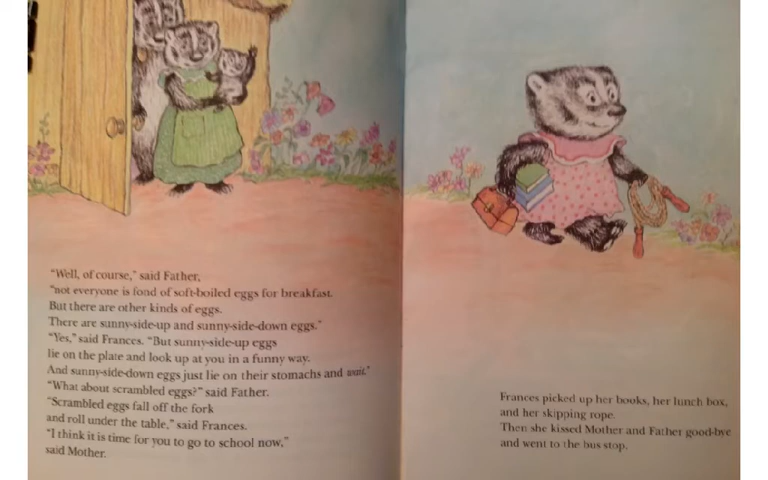 "Well, of course," said Father,
"not everyone is fond of soft-boiled eggs for breakfast.
But there are other kinds of eggs.
There are sunny-side-up and sunny-side-down eggs."
"Yes," said Frances. "But sunny-side-up eggs
lie on the plate and look up at you in a funny way.
And sunny-side-down eggs just lie on their stomachs and wait."
"What about scrambled eggs?" said Father.
"Scrambled eggs fall off the fork
and roll under the table," said Frances.
"I think it is time for you to go to school now,"
said Mother.
Frances picked up her books, her lunch box,
and her skipping rope.
Then she kissed Mother and Father good-bye
and went to the bus stop.